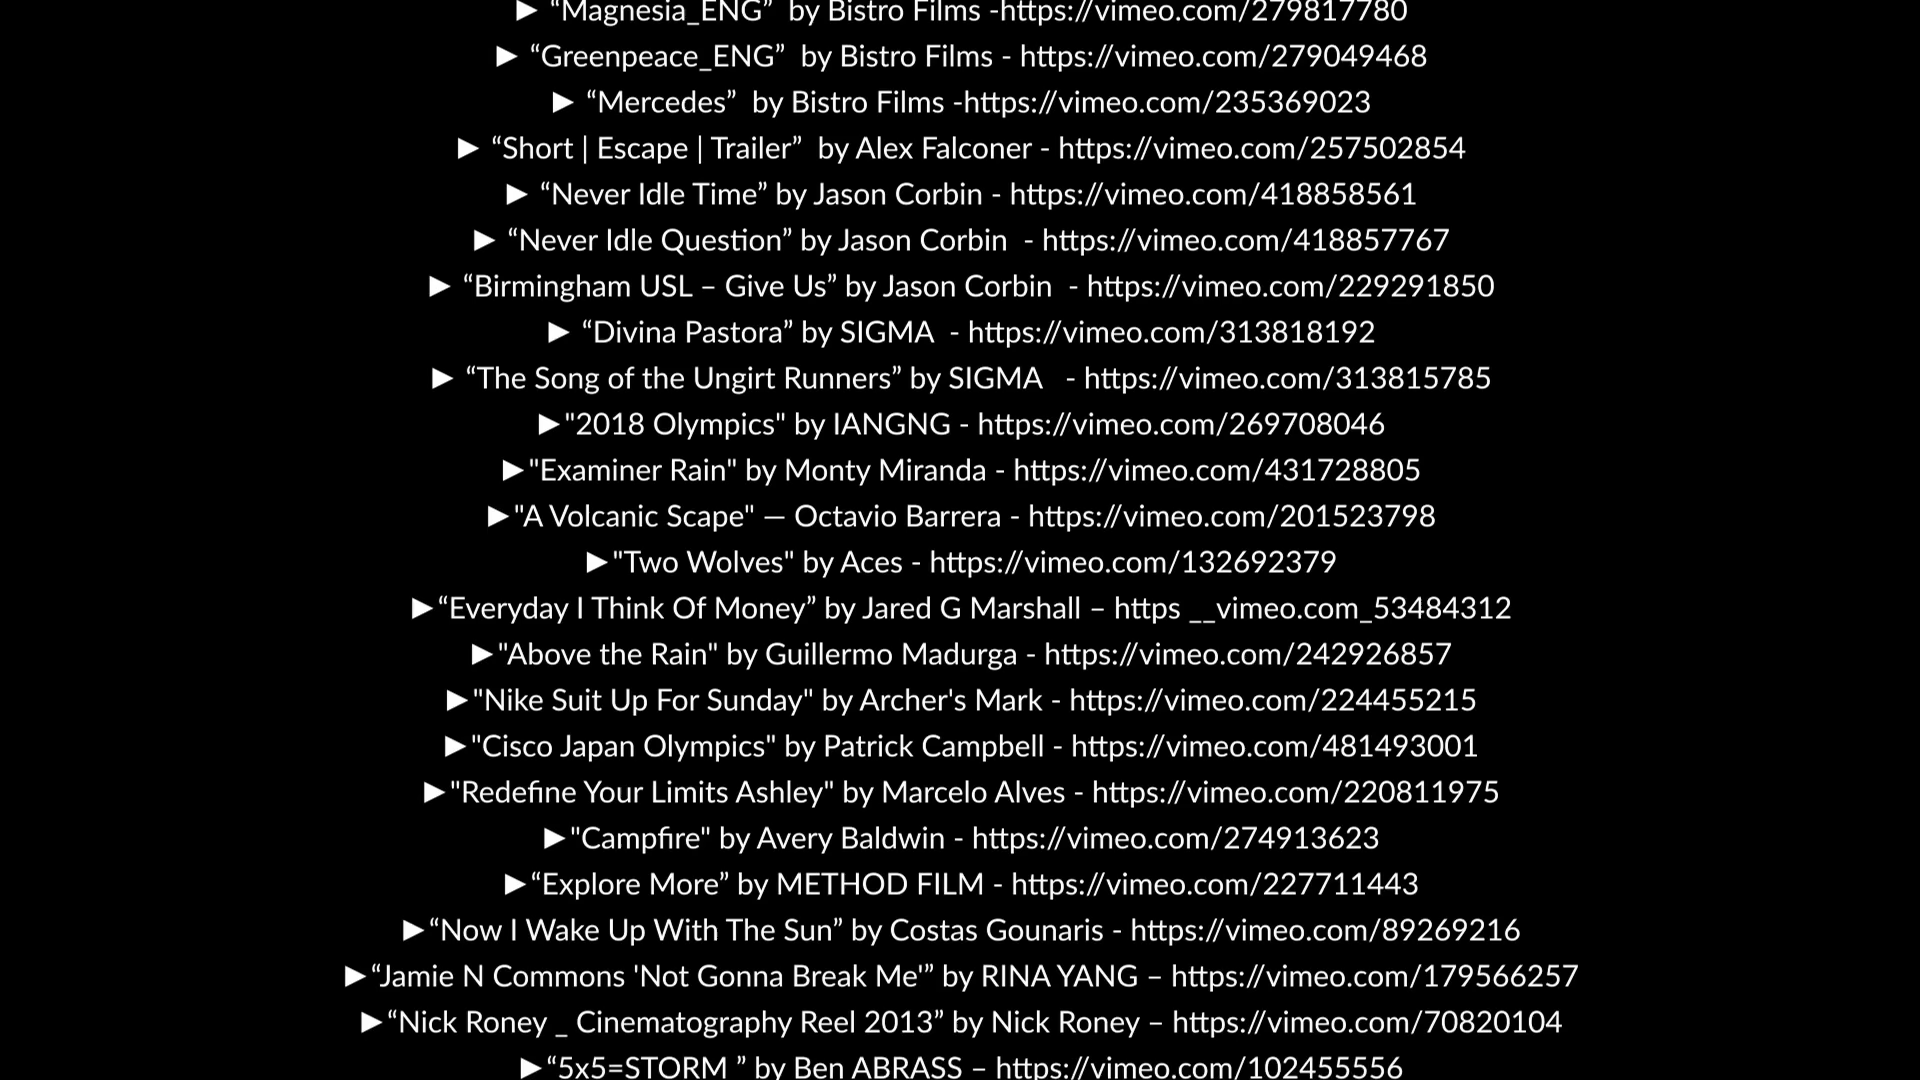 ► “Magnesia_ENG”  by Bistro Films -https://vimeo.com/279817780
► “Greenpeace_ENG”  by Bistro Films - https://vimeo.com/279049468
► “Mercedes”  by Bistro Films -https://vimeo.com/235369023
► “Short | Escape | Trailer”  by Alex Falconer - https://vimeo.com/257502854
► “Never Idle Time” by Jason Corbin - https://vimeo.com/418858561
► “Never Idle Question” by Jason Corbin  - https://vimeo.com/418857767
► “Birmingham USL – Give Us” by Jason Corbin  - https://vimeo.com/229291850
► “Divina Pastora” by SIGMA  - https://vimeo.com/313818192
► “The Song of the Ungirt Runners” by SIGMA   - https://vimeo.com/313815785
►"2018 Olympics" by IANGNG - https://vimeo.com/269708046
►"Examiner Rain" by Monty Miranda - https://vimeo.com/431728805
►"A Volcanic Scape" — Octavio Barrera - https://vimeo.com/201523798
►"Two Wolves" by Aces - https://vimeo.com/132692379
►“Everyday I Think Of Money” by Jared G Marshall – https __vimeo.com_53484312
►"Above the Rain" by Guillermo Madurga - https://vimeo.com/242926857
►"Nike Suit Up For Sunday" by Archer's Mark - https://vimeo.com/224455215
►"Cisco Japan Olympics" by Patrick Campbell - https://vimeo.com/481493001
►"Redefine Your Limits Ashley" by Marcelo Alves - https://vimeo.com/220811975
►"Campfire" by Avery Baldwin - https://vimeo.com/274913623
►“Explore More” by METHOD FILM - https://vimeo.com/227711443
►“Now I Wake Up With The Sun” by Costas Gounaris - https://vimeo.com/89269216
►“Jamie N Commons 'Not Gonna Break Me'” by RINA YANG – https://vimeo.com/179566257
►“Nick Roney _ Cinematography Reel 2013” by Nick Roney – https://vimeo.com/70820104
►“5x5=STORM ” by Ben ABRASS – https://vimeo.com/102455556